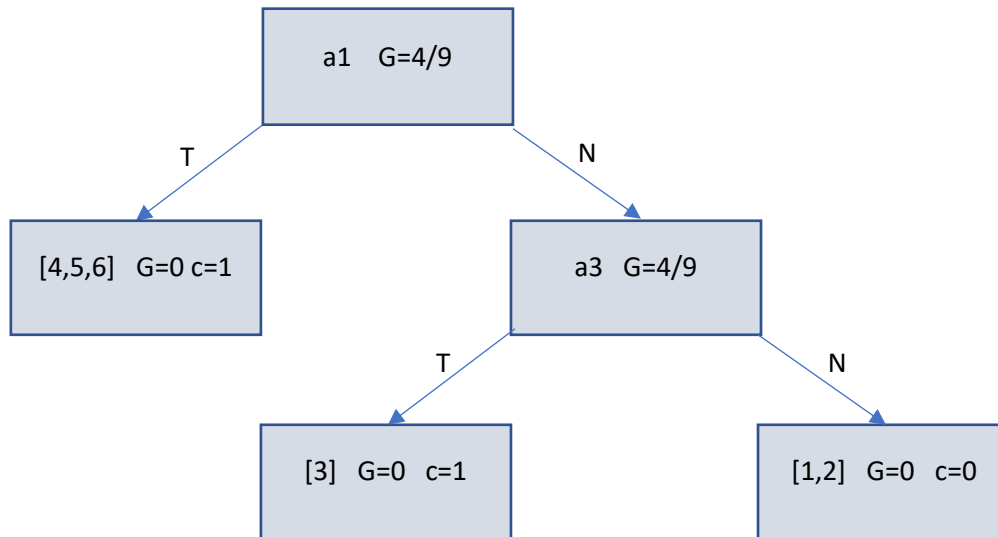 a1 G=4/9
T
N
[4,5,6] G=0 c=1
a3 G=4/9
T
N
[3] G=0 c=1
[1,2] G=0 c=0